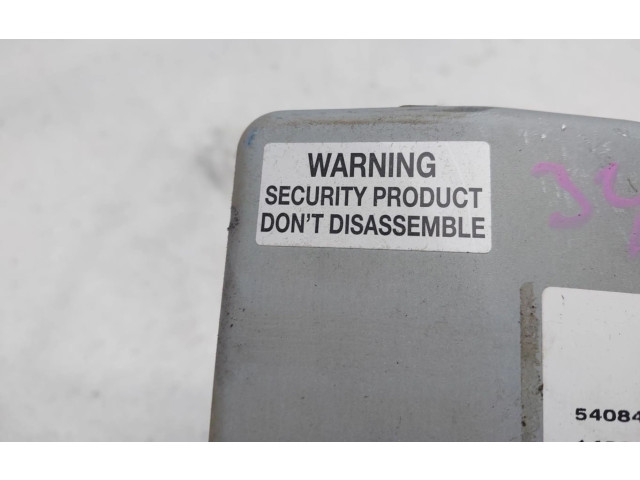 WARNING
SECURITY PRODUCT
DON'T DISASSEMBLE
54084